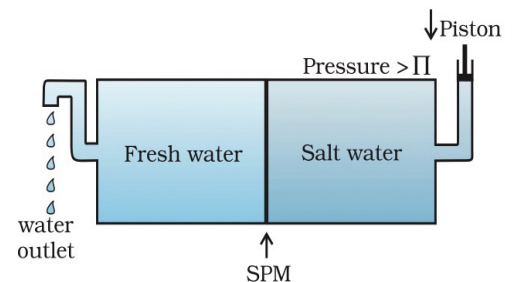 Piston
Pressure > Π
Fresh water
Salt water
water
outlet
SPM